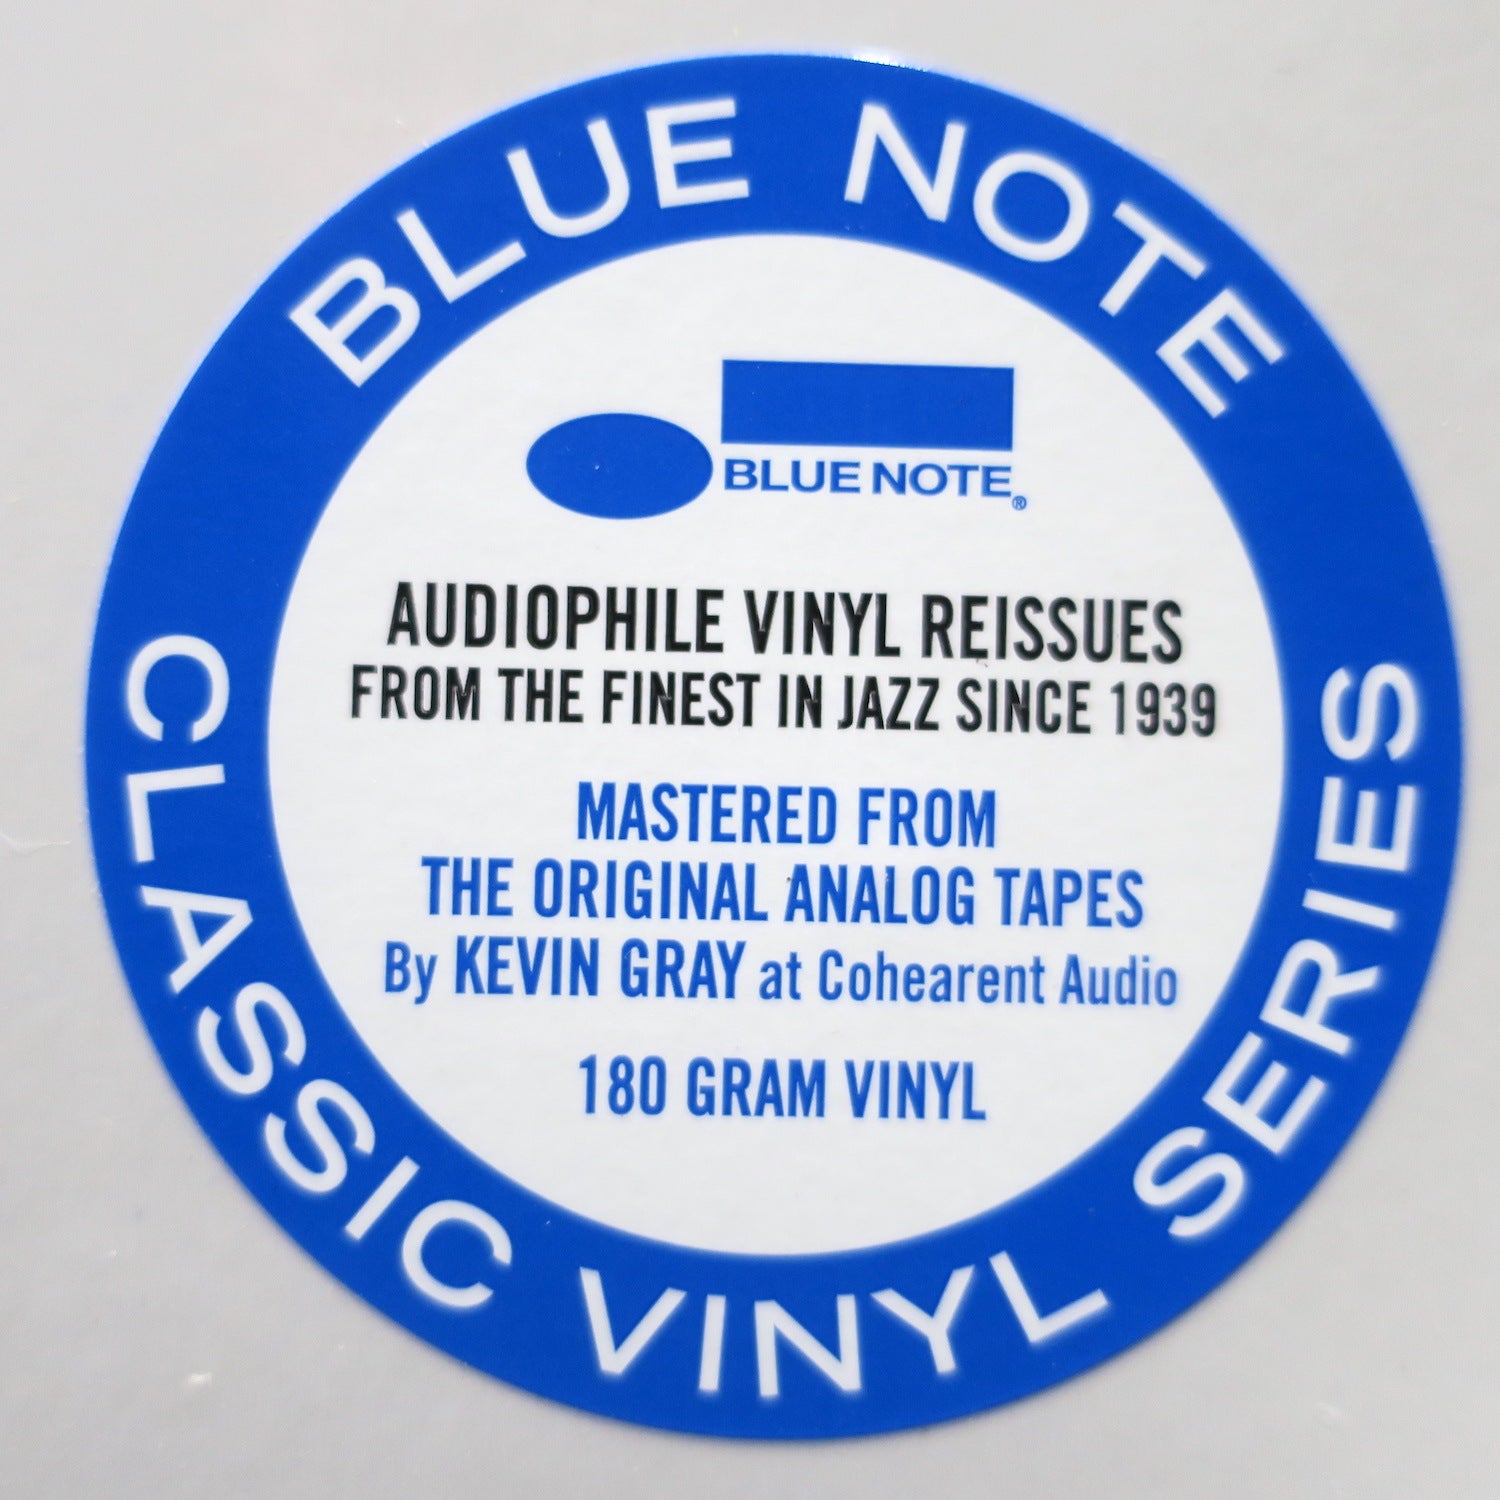 BLUE NOTE
BLUE NOTE®
AUDIOPHILE VINYL REISSUES
FROM THE FINEST IN JAZZ SINCE 1939
MASTERED FROM
THE ORIGINAL ANALOG TAPES
By KEVIN GRAY at Cohearent Audio
180 GRAM VINYL
CLASSIC VINYL SERIES